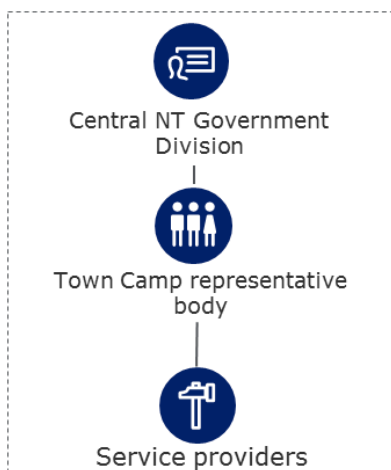 Central NT Government
Division
Town Camp representative
body
Service providers